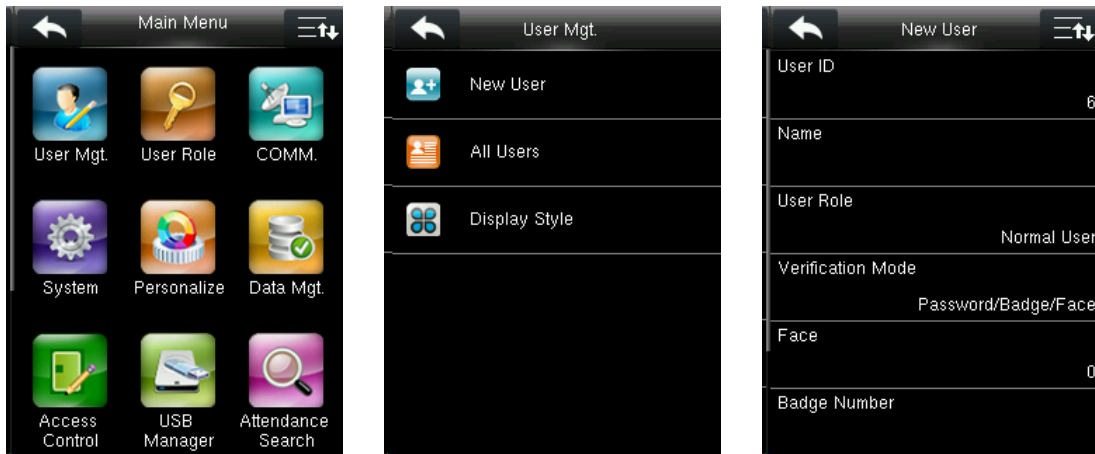 Main Menu
User Mgt.
User Role
COMM.
System
Personalize
Data Mgt.
Access
Control
USB
Manager
Attendance
Search
User Mgt.
New User
All Users
Display Style
New User
User ID
6
Name
User Role
Normal User
Verification Mode
Password/Badge/Face
Face
0
Badge Number